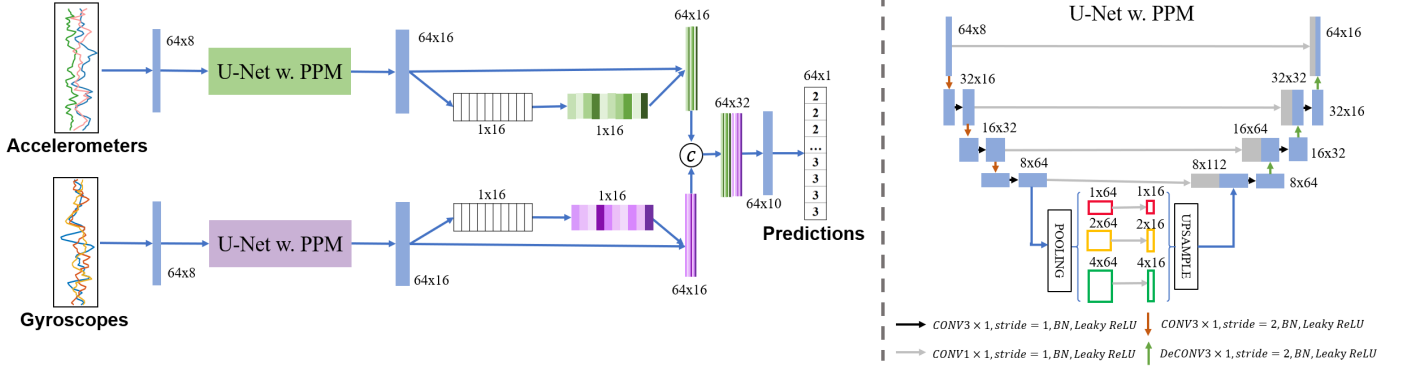 64x8
U-Net w. PPM
64x16
1x16
1x16
64x16
Accelerometers
64x8
U-Net w. PPM
64x16
1x16
1x16
64x16
Gyroscopes
C
64x32
64x10
64x1
2
2
2
...
3
3
3
3
Predictions
U-Net w. PPM
64x8
64x16
32x16
32x32
32x16
16x32
16x64
16x32
8x64
8x112
8x64
POOLING
1x64
1x16
2x64
2x16
4x64
4x16
UPSAMPLE
CONV3 × 1, stride = 1, BN, Leaky ReLU
CONV3 × 1, stride = 2, BN, Leaky ReLU
CONV1 × 1, stride = 1, BN, Leaky ReLU
DeCONV3 × 1, stride = 2, BN, Leaky ReLU